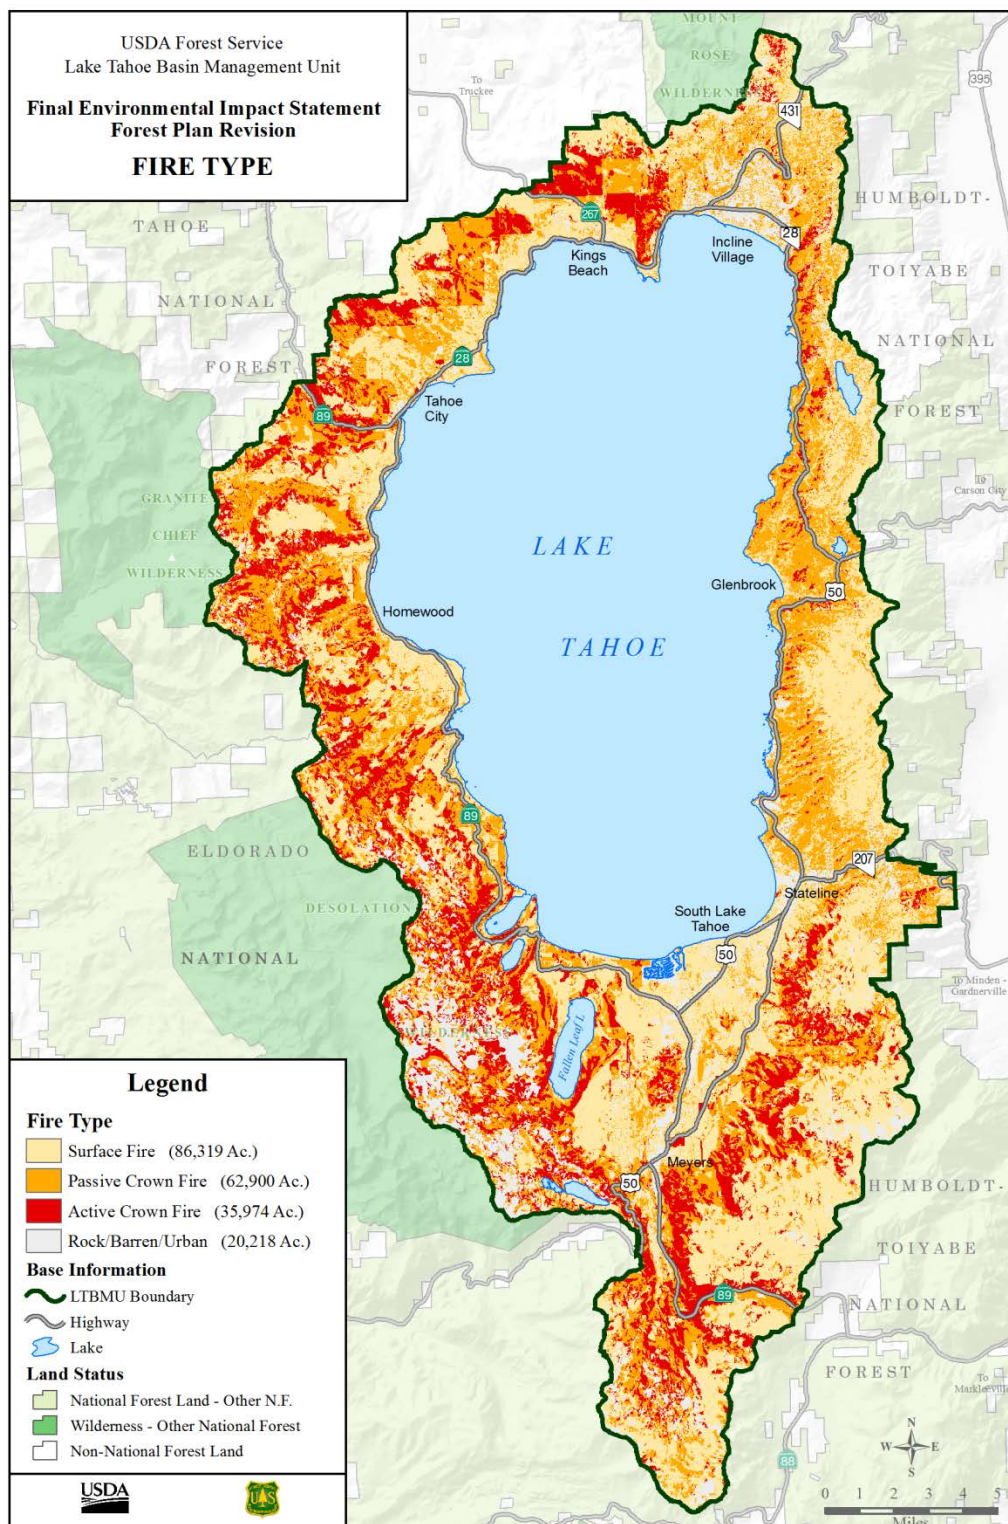 USDA Forest Service
Lake Tahoe Basin Management Unit
Final Environmental Impact Statement
Forest Plan Revision
FIRE TYPE
MOUNT
ROSE
WILDERNESS
To
Truckee
395
431
267
28
Kings
Beach
Incline
Village
HUMBOLDT-
TOIYABE
NATIONAL
FOREST
TAHOE
NATIONAL
FOREST
28
Tahoe
City
89
To
Carson City
GRANITE
CHIEF
WILDERNESS
LAKE
TAHOE
Glenbrook
50
Homewood
89
ELDORADO
NATIONAL
DESOLATION
WILDERNESS
207
Stateline
South Lake
Tahoe
50
To Minden -
Gardnerville
Fallen Leaf L
Meyers
50
89
HUMBOLDT-
TOIYABE
NATIONAL
FOREST
To
Markleeville
88
Legend
Fire Type
Surface Fire (86,319 Ac.)
Passive Crown Fire (62,900 Ac.)
Active Crown Fire (35,974 Ac.)
Rock/Barren/Urban (20,218 Ac.)
Base Information
LTBMU Boundary
Highway
Lake
Land Status
National Forest Land - Other N.F.
Wilderness - Other National Forest
Non-National Forest Land
USDA
U S
N
W E
S
0 1 2 3 4 5
Miles